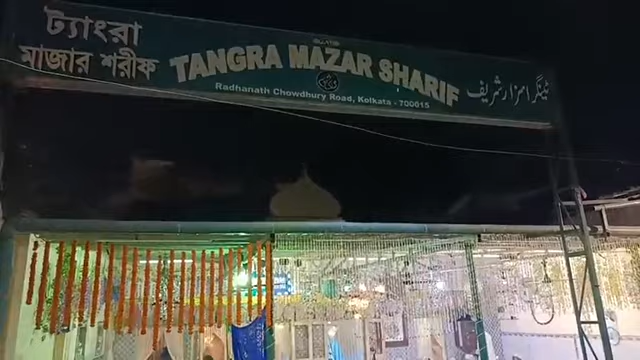 ট্যাংরা
মাজার শরীফ
TANGRA MAZAR SHARIF
Radhanath Chowdhury Road, Kolkata - 700015
ٹینگرا مزار شریف